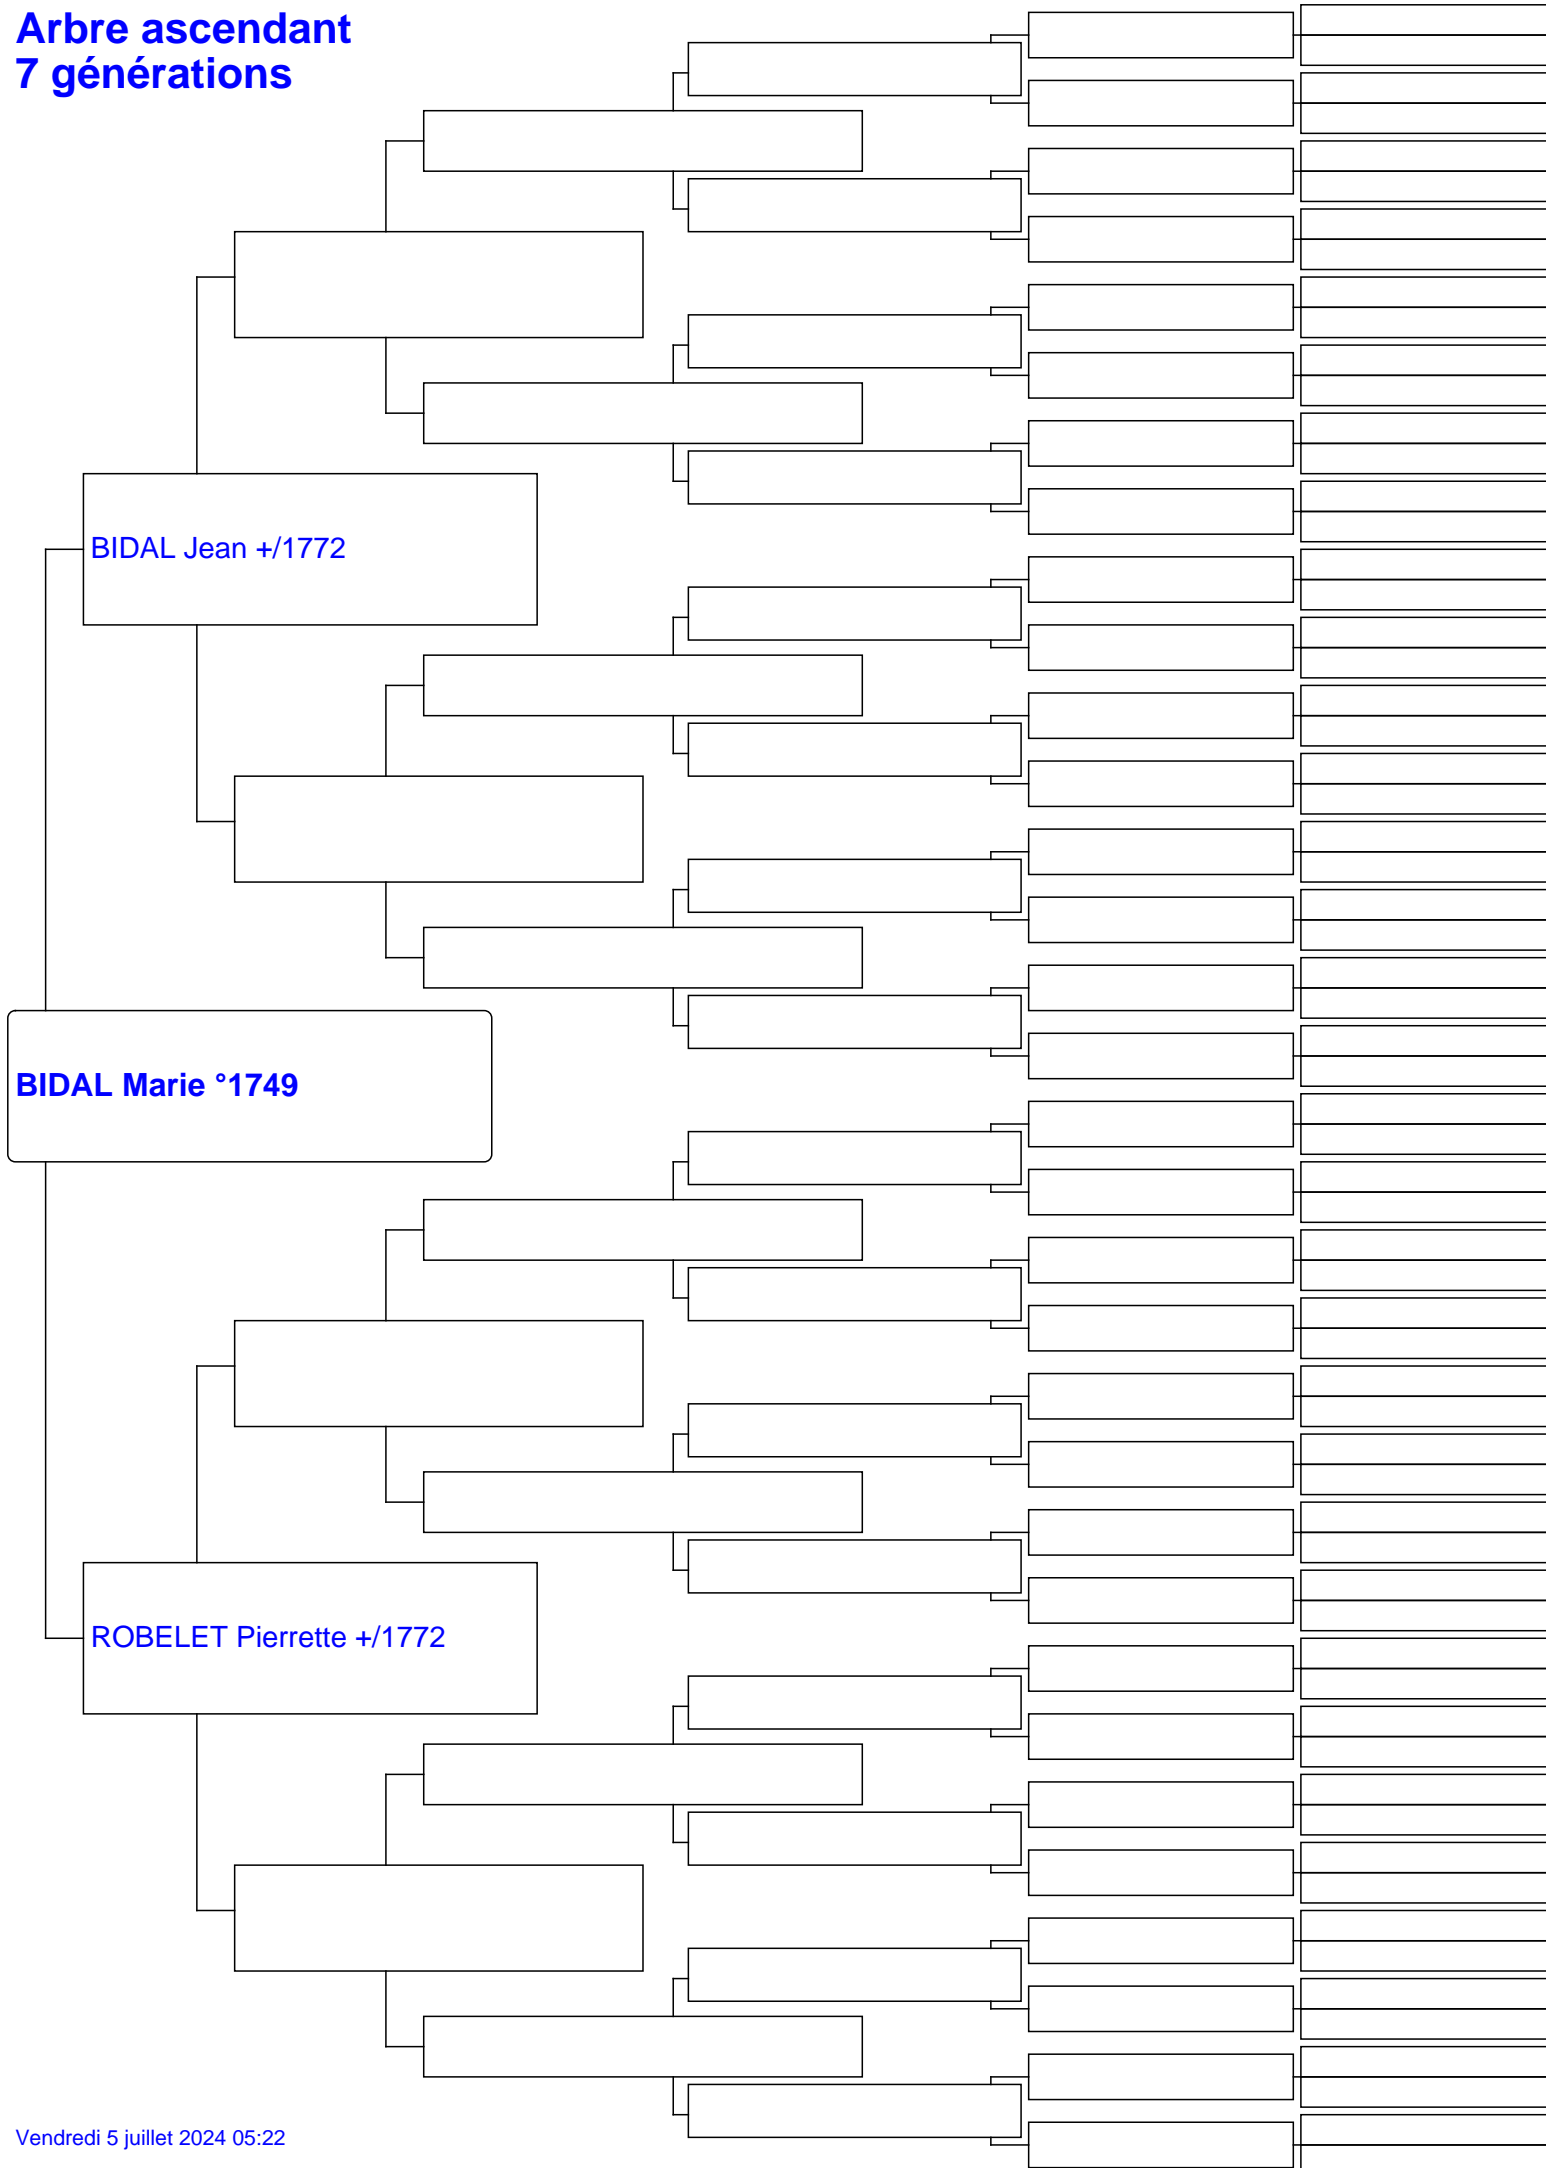 Arbre ascendant
7 générations
BIDAL Jean +/1772
BIDAL Marie °1749
ROBELET Pierrette +/1772
Vendredi 5 juillet 2024 05:22